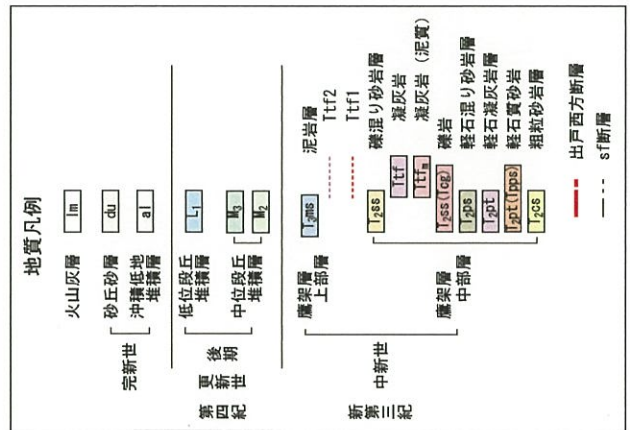 地質凡例
火山灰層 lm
第四紀
完新世
砂丘砂層 du
沖積低地堆積層 al
更新世
後期
低位段丘堆積層 L₁
中位段丘堆積層 M₃
M₂
新第三紀
中新世
鷹架層上部層 T₃ms 泥岩層
Ttf2
Ttf1
鷹架層中部層
T₂ss 礫混り砂岩層
Ttf 凝灰岩
Ttfm 凝灰岩(泥質)
T₂ss(Tcg) 礫岩
T₂ps 軽石混り砂岩層
T₂pt 軽石凝灰岩層
T₂pt(Tpps) 軽石質砂岩
T₂cs 粗粒砂岩層
出戸西方断層
sf断層